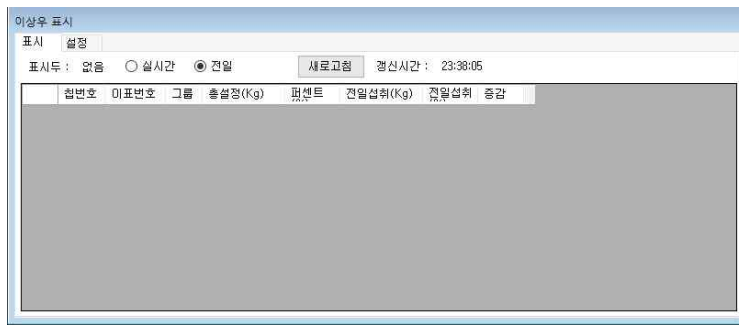 이상우 표시
표시 설정
표시두 : 없음 실시간 전일 새로고침 갱신시간 : 23:38:05
칩번호 이표번호 그룹 총설정(Kg) 퍼센트 전일섭취(Kg) 전일섭취 증감